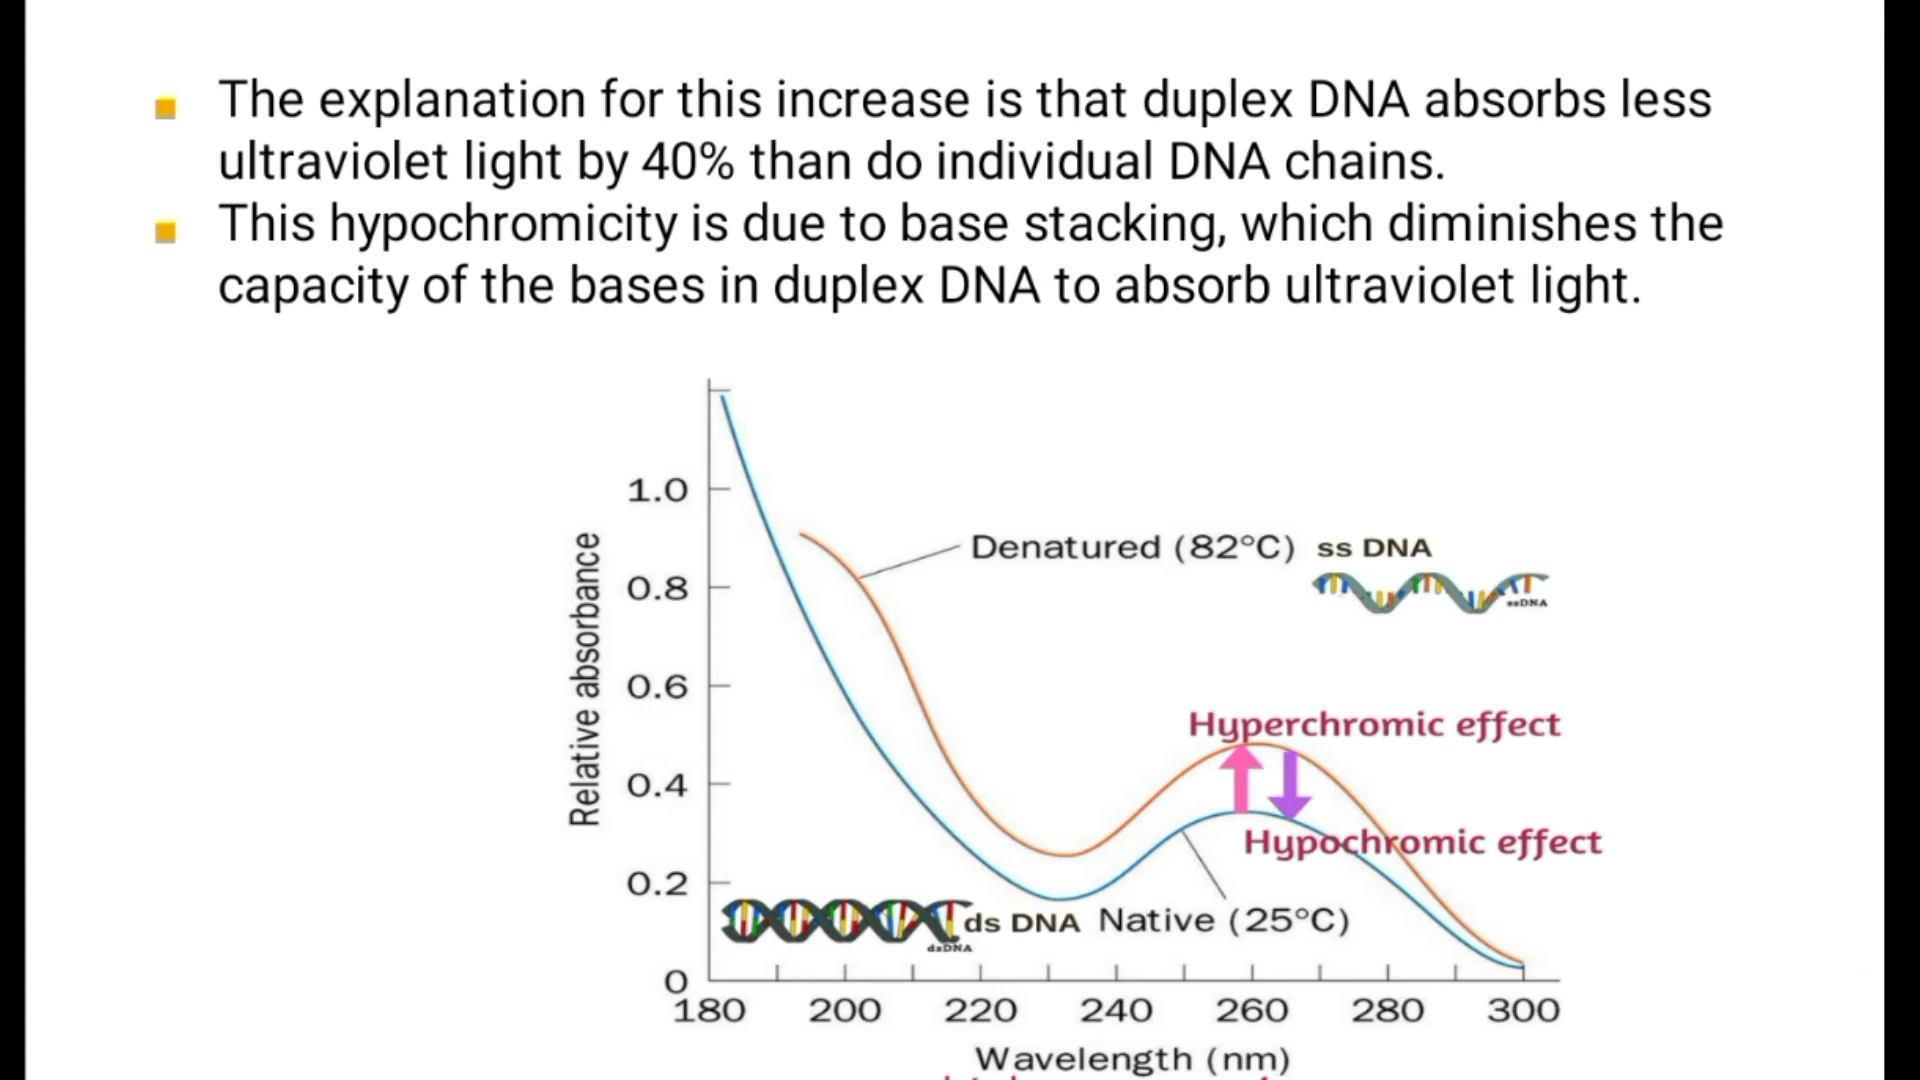 The explanation for this increase is that duplex DNA absorbs less
ultraviolet light by 40% than do individual DNA chains.
This hypochromicity is due to base stacking, which diminishes the
capacity of the bases in duplex DNA to absorb ultraviolet light.
1.0
Denatured (82°C) ss DNA
0.8
ssDNA
0.6
Relative absorbance
Hyperchromic effect
0.4
Hypochromic effect
0.2
ds DNA Native (25°C)
dsDNA
0
180 200 220 240 260 280 300
Wavelength (nm)